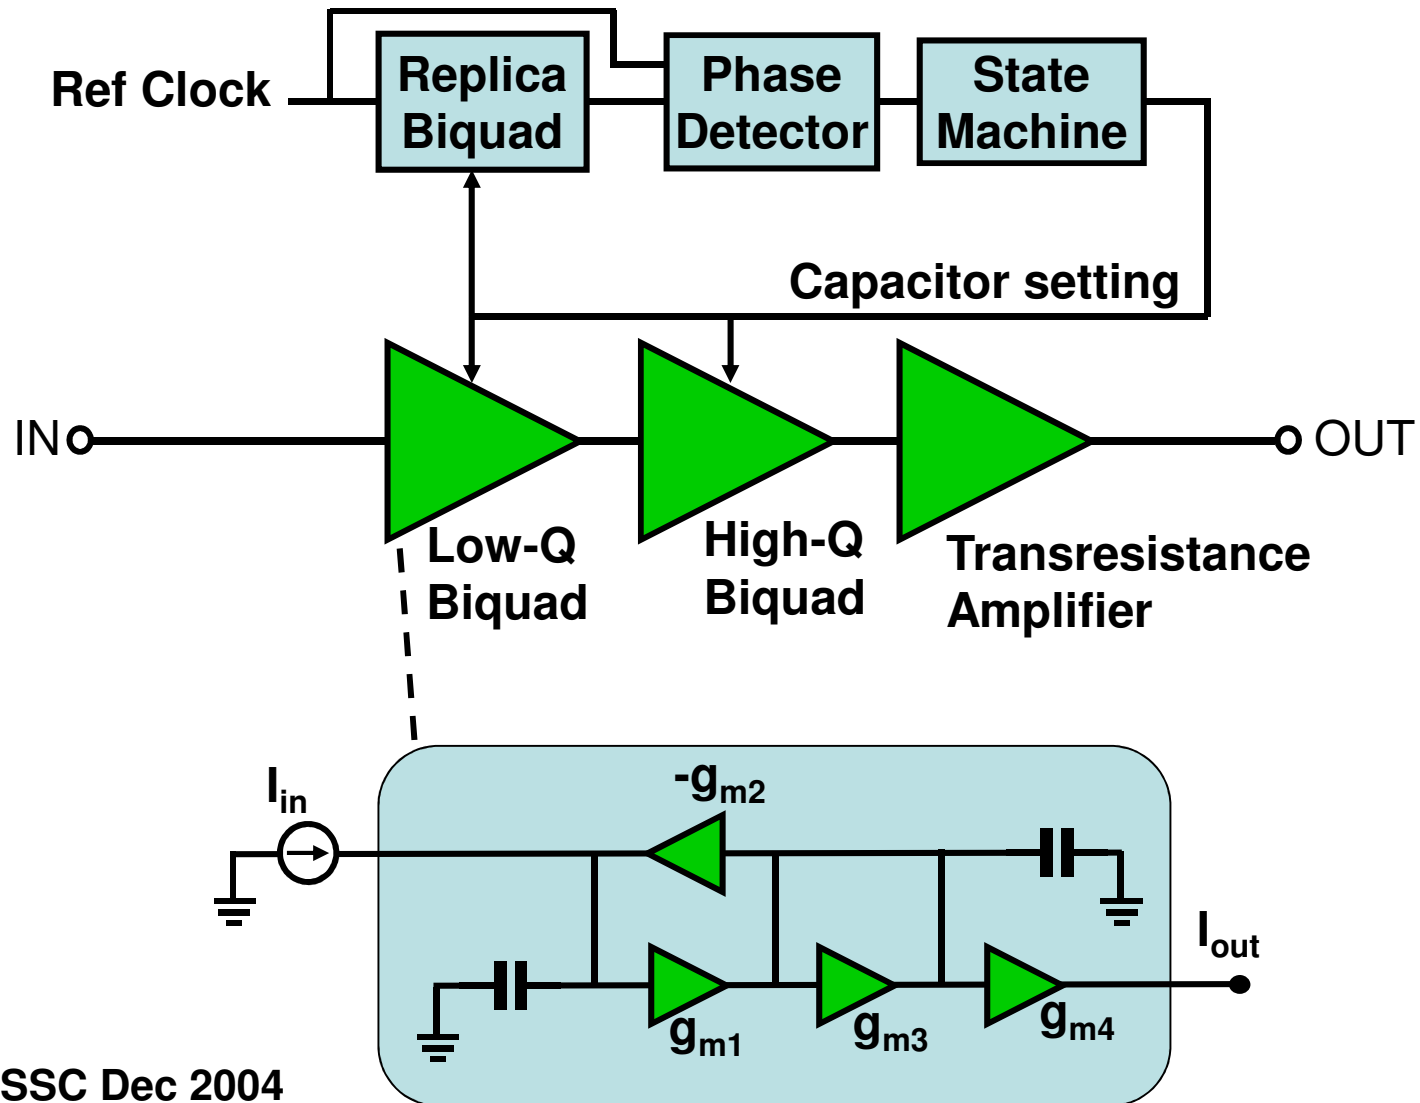 Ref Clock
Replica
Biquad
Phase
Detector
State
Machine
Capacitor setting
IN
OUT
Low-Q
Biquad
High-Q
Biquad
Transresistance
Amplifier
Iin
-gm2
gm1
gm3
gm4
Iout
SSC Dec 2004